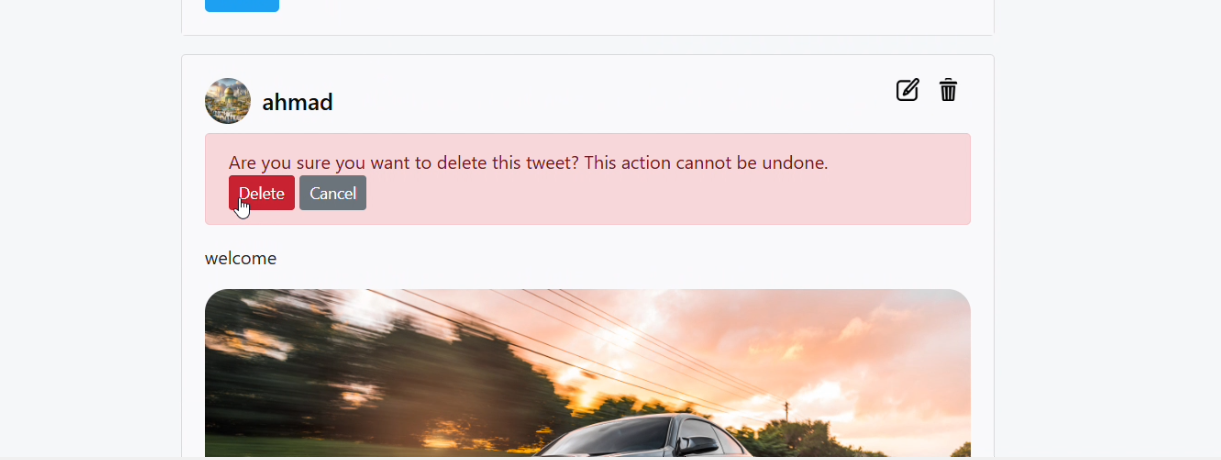 ahmad
Are you sure you want to delete this tweet? This action cannot be undone.
Delete Cancel
welcome